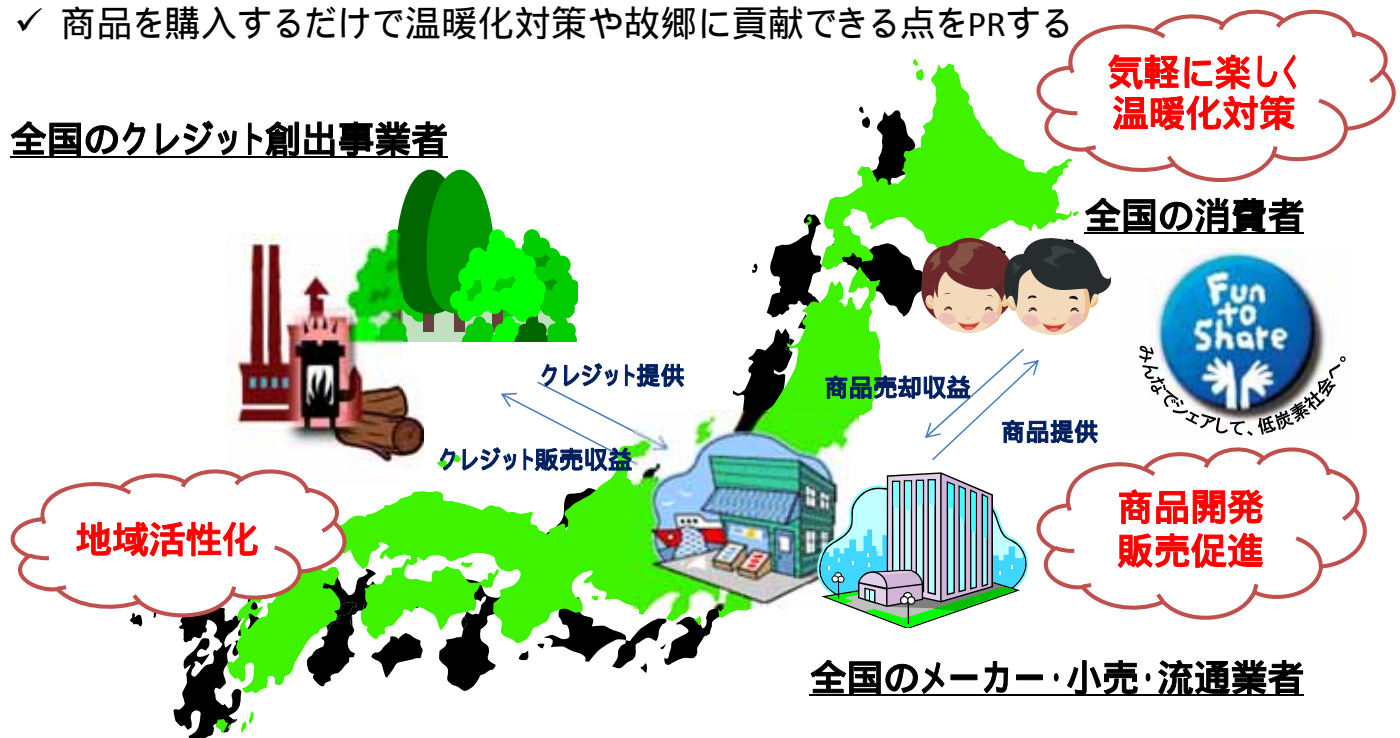 ✓ 商品を購入するだけで温暖化対策や故郷に貢献できる点をPRする
気軽に楽しく
温暖化対策
全国のクレジット創出事業者
全国の消費者
Fun
to
Share
みんなでシェアして、低炭素社会へ。
クレジット提供
商品売却収益
商品提供
クレジット販売収益
地域活性化
商品開発
販売促進
全国のメーカー・小売・流通業者